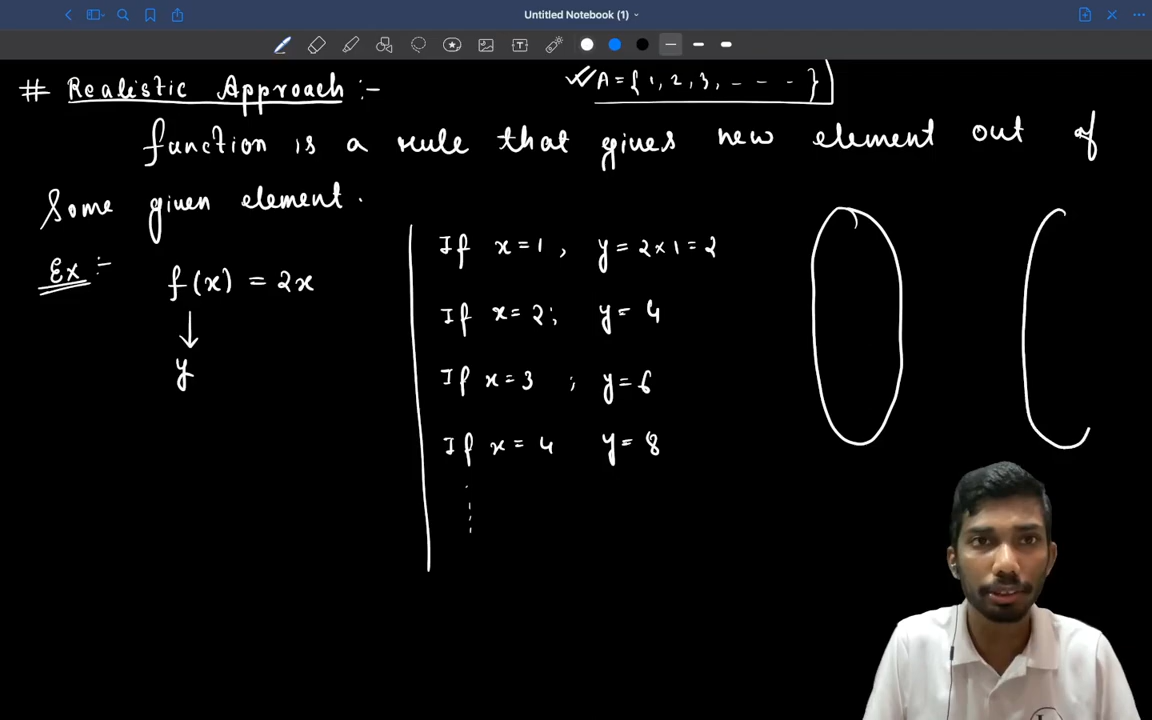 Untitled Notebook (1)
# Realistic Approach :-
A = { 1, 2, 3, - - - - }
function is a rule that gives new element out of
Some given element.
Ex :-
f(x) = 2x
y
If x = 1 , y = 2 x 1 = 2
If x = 2 ; y = 4
If x = 3 ; y = 6
If x = 4 y = 8